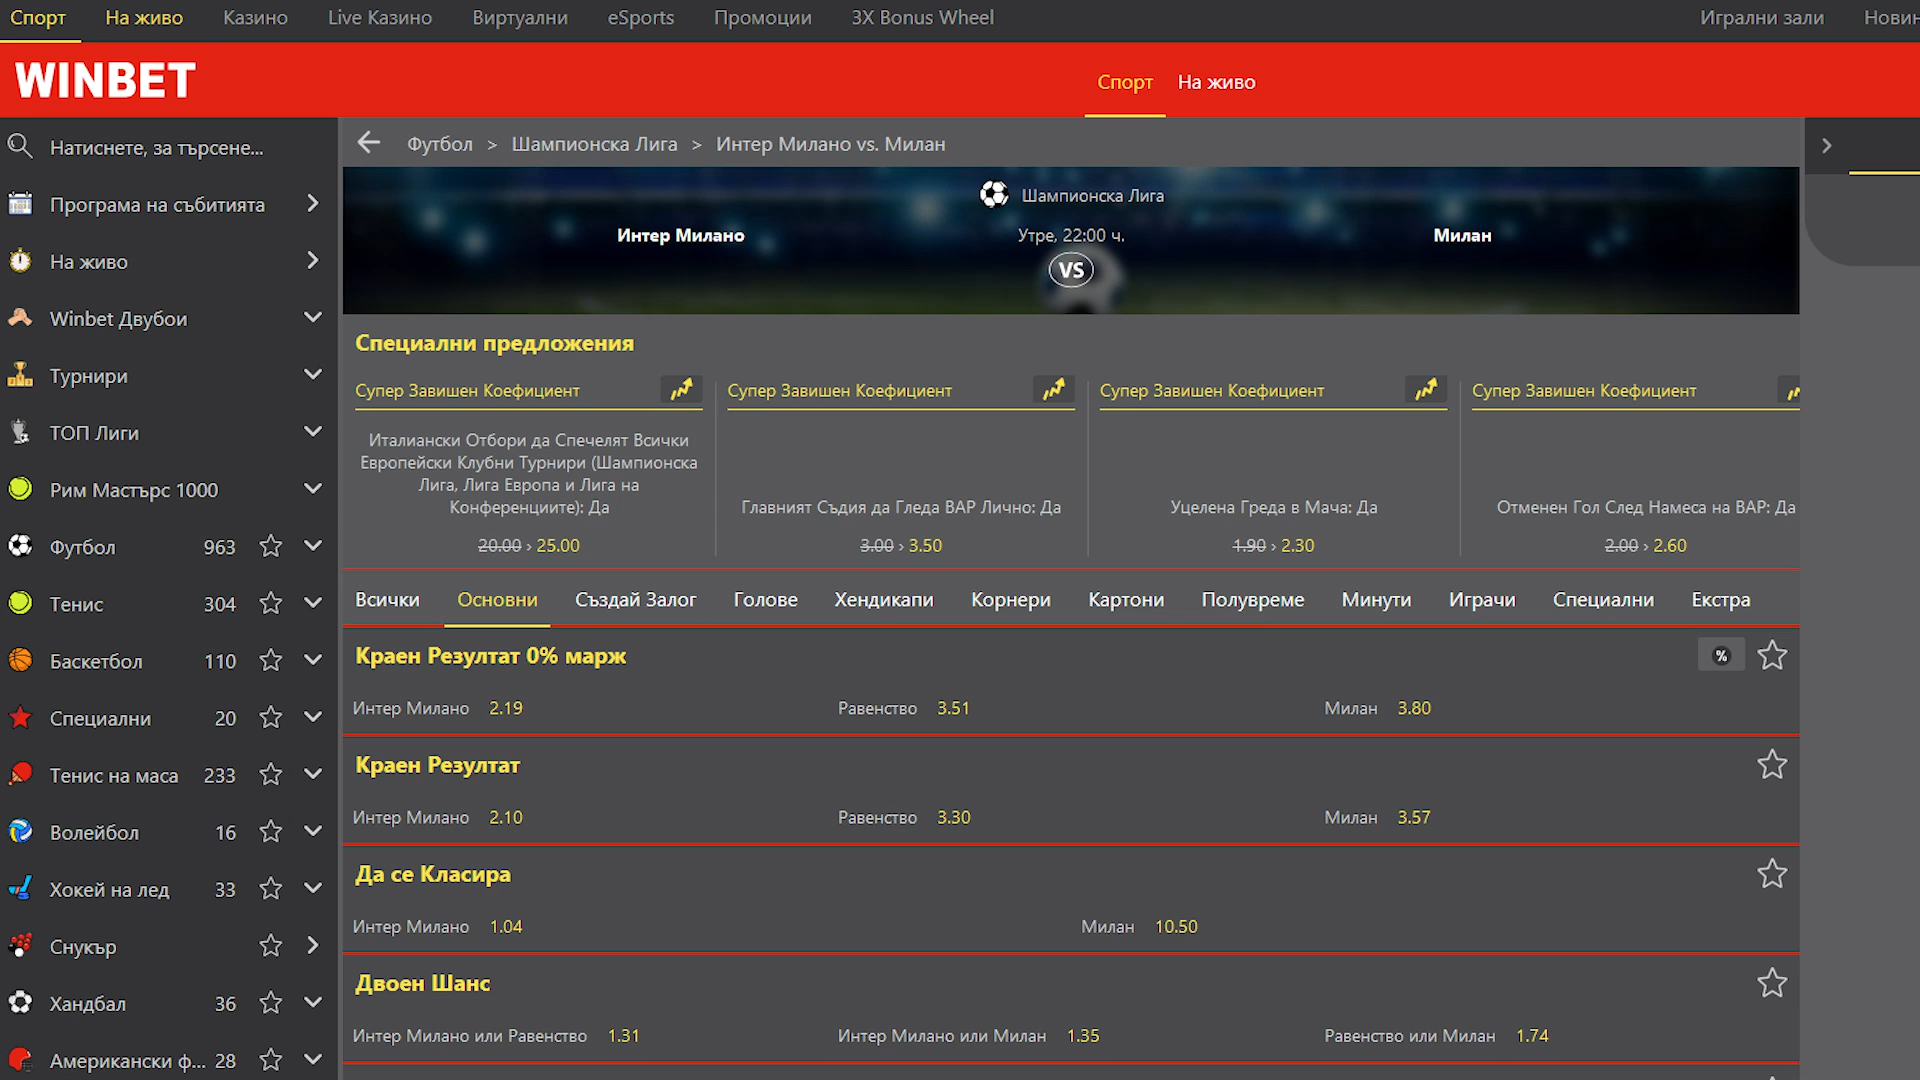 Спорт На живо Казино Live Казино Виртуални eSports Промоции 3X Bonus Wheel Игрални зали Новин
WINBET
Спорт На живо
Натиснете, за търсене...
Програма на събитията
На живо
Winbet Двубои
Турнири
ТОП Лиги
Рим Мастърс 1000
Футбол 963
Тенис 304
Баскетбол 110
Специални 20
Тенис на маса 233
Волейбол 16
Хокей на лед 33
Снукър
Хандбал 36
Американски ф... 28
Футбол > Шампионска Лига > Интер Милано vs. Милан
Шампионска Лига
Интер Милано Утре, 22:00 ч. Милан
VS
Специални предложения
Супер Завишен Коефициент
Италиански Отбори да Спечелят Всички
Европейски Клубни Турнири (Шампионска
Лига, Лига Европа и Лига на
Конференциите): Да
20.00 › 25.00
Супер Завишен Коефициент
Главният Съдия да Гледа ВАР Лично: Да
3.00 › 3.50
Супер Завишен Коефициент
Уцелена Греда в Мача: Да
1.90 › 2.30
Супер Завишен Коефициент
Отменен Гол След Намеса на ВАР: Да
2.00 › 2.60
Всички Основни Създай Залог Голове Хендикапи Корнери Картони Полувреме Минути Играчи Специални Екстра
Краен Резултат 0% марж %
Интер Милано 2.19 Равенство 3.51 Милан 3.80
Краен Резултат
Интер Милано 2.10 Равенство 3.30 Милан 3.57
Да се Класира
Интер Милано 1.04 Милан 10.50
Двоен Шанс
Интер Милано или Равенство 1.31 Интер Милано или Милан 1.35 Равенство или Милан 1.74